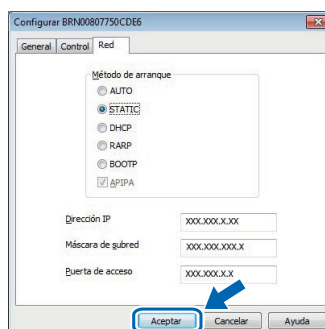 Configurar BRN00807750CDE6
General Control Red
Método de arranque
AUTO
STATIC
DHCP
RARP
BOOTP
APIPA
Dirección IP XXX.XXX.X.XX
Máscara de subred XXX.XXX.XXX.X
Puerta de acceso XXX.XXX.X.X
Aceptar Cancelar Ayuda